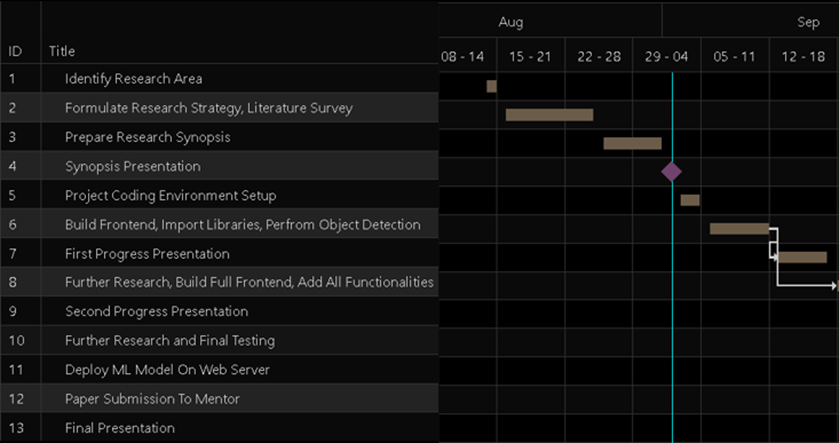 Aug Sep
ID Title 08 - 14 15 - 21 22 - 28 29 - 04 05 - 11 12 - 18
1 Identify Research Area
2 Formulate Research Strategy, Literature Survey
3 Prepare Research Synopsis
4 Synopsis Presentation
5 Project Coding Environment Setup
6 Build Frontend, Import Libraries, Perfrom Object Detection
7 First Progress Presentation
8 Further Research, Build Full Frontend, Add All Functionalities
9 Second Progress Presentation
10 Further Research and Final Testing
11 Deploy ML Model On Web Server
12 Paper Submission To Mentor
13 Final Presentation